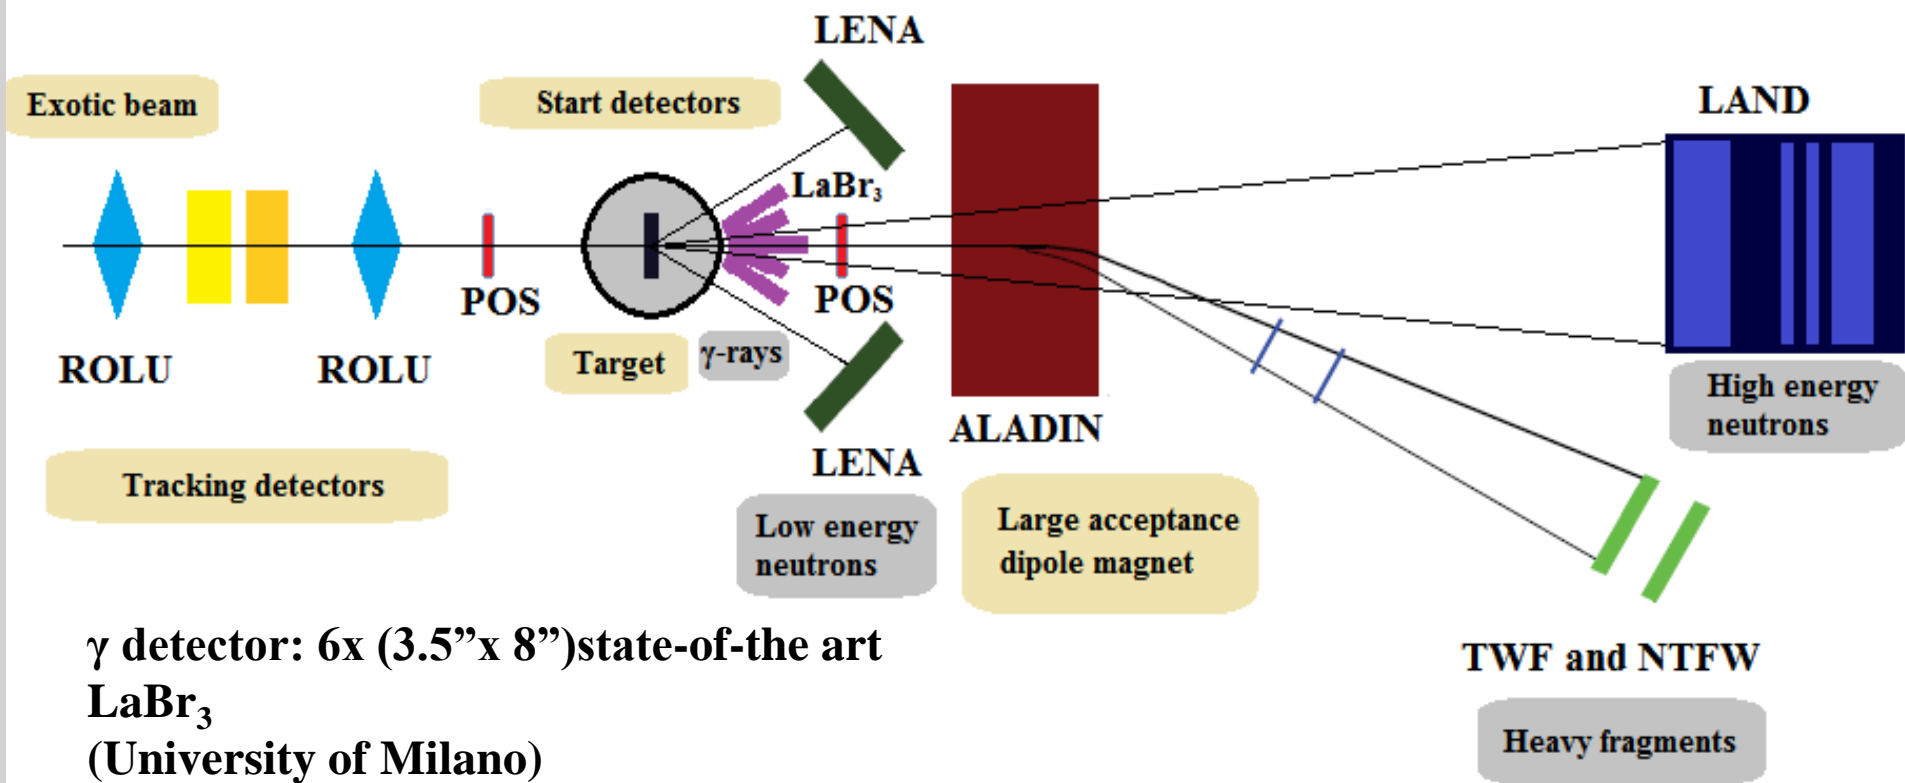 LENA
Exotic beam
Start detectors
LAND
LaBr₃
POS
POS
ROLU
ROLU
Target
γ-rays
High energy
neutrons
ALADIN
LENA
Tracking detectors
Low energy
neutrons
Large acceptance
dipole magnet
γ detector: 6x (3.5”x 8”)state-of-the art
LaBr₃
(University of Milano)
TWF and NTFW
Heavy fragments